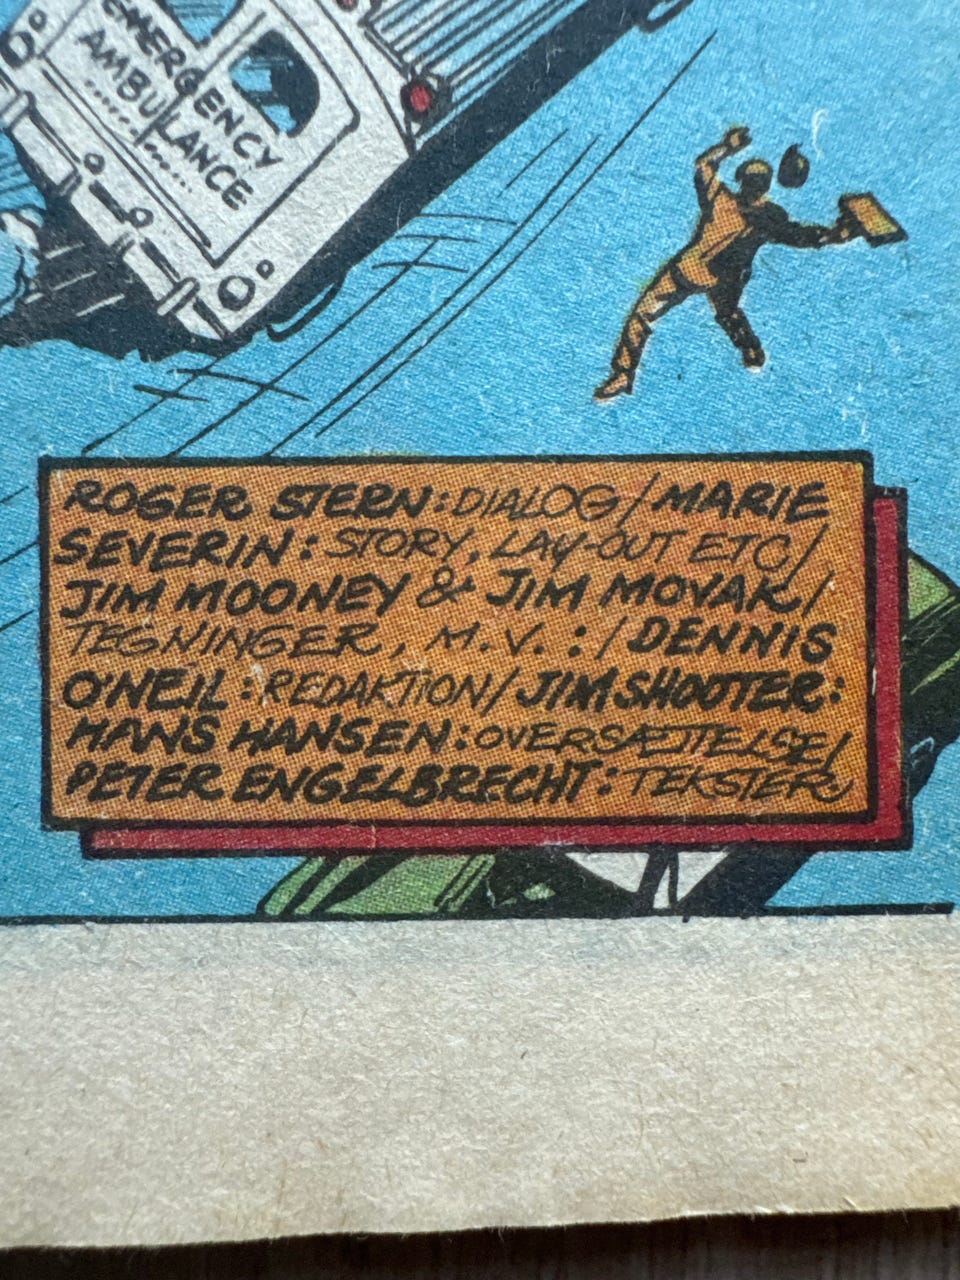 EMERGENCY
AMBULANCE
ROGER STERN: DIALOG/MARIE
SEVERIN: STORY, LAY-OUT ETC/
JIM MOONEY & JIM MOVAK/
TEGNINGER, M.V. :/DENNIS
O'NEIL: REDAKTION/JIM SHOOTER:
HANS HANSEN: OVERSÆTTELSE/
PETER ENGELBRECHT: TEKSTER.